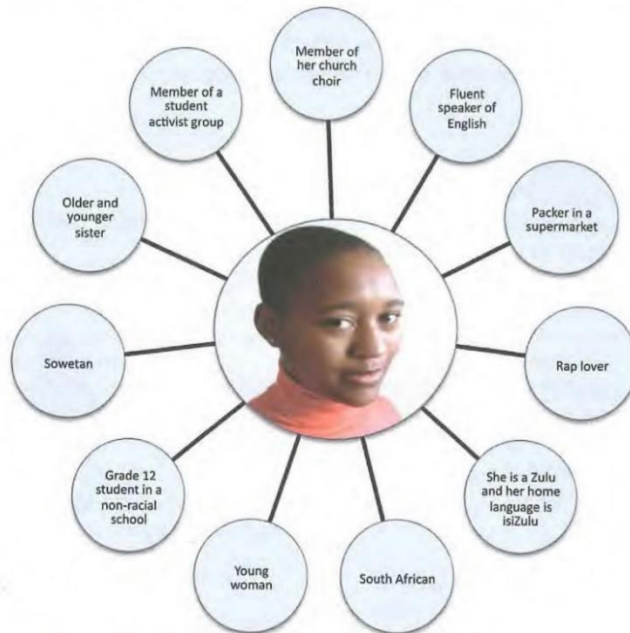 Member of
her church
choir
Fluent
speaker of
English
Packer in a
supermarket
Rap lover
She is a Zulu
and her home
language is
isiZulu
South African
Young
woman
Grade 12
student in a
non-racial
school
Sowetan
Older and
younger
sister
Member of a
student
activist group